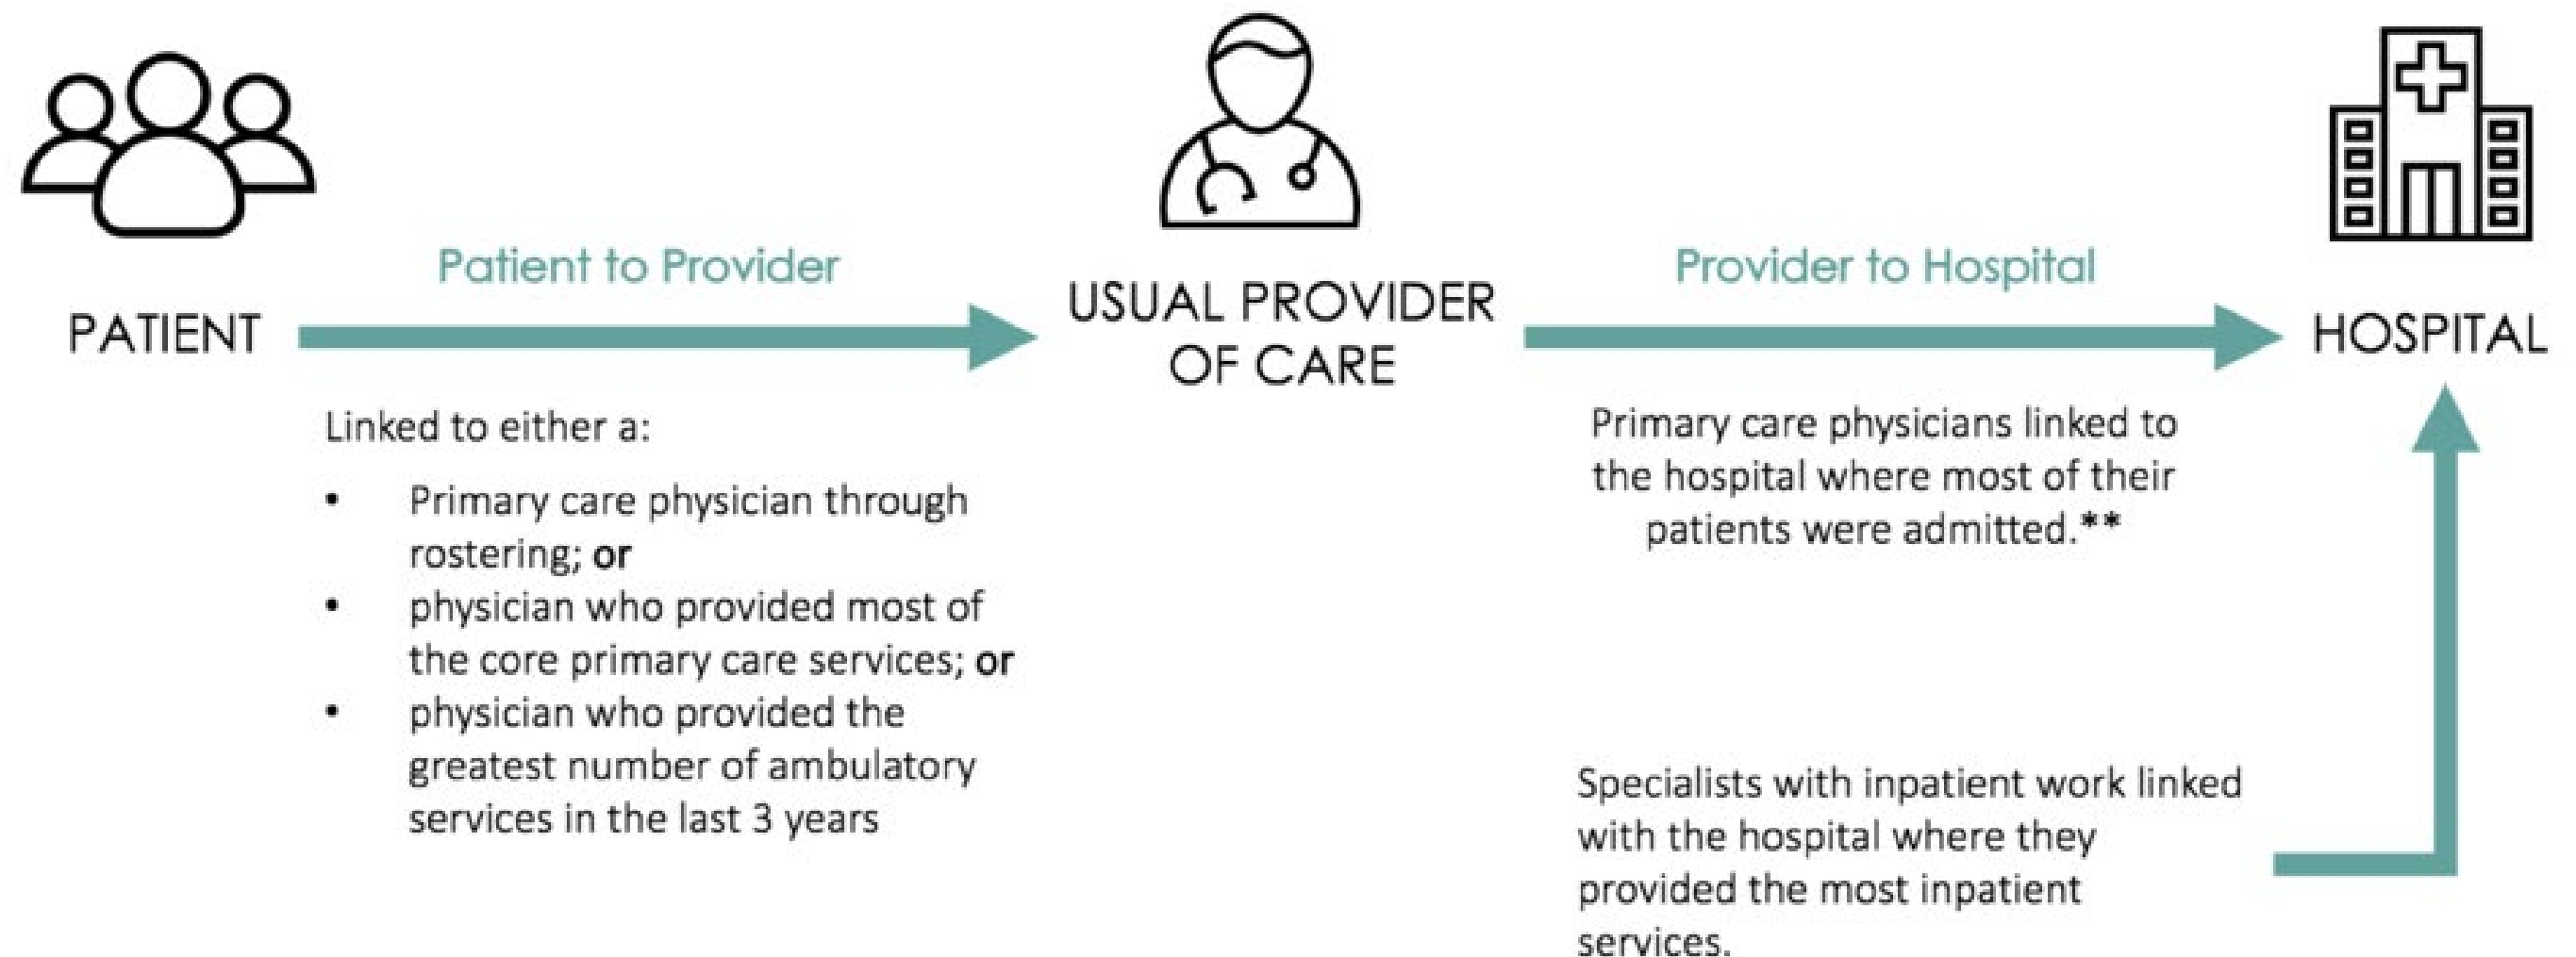 Patient to Provider
Provider to Hospital
PATIENT
USUAL PROVIDER
OF CARE
HOSPITAL
Linked to either a:
• Primary care physician through
rostering; or
• physician who provided most of
the core primary care services; or
• physician who provided the
greatest number of ambulatory
services in the last 3 years
Primary care physicians linked to
the hospital where most of their
patients were admitted.**
Specialists with inpatient work linked
with the hospital where they
provided the most inpatient
services.